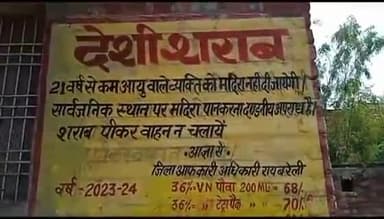 देशी शराब
21 वर्ष से कम आयु वाले व्यक्ति को मदिरा नहीं दी जायेगी।
सार्वजनिक स्थान पर मदिरा पान करना दण्डनीय अपराध है।
शराब पीकर वाहन न चलायें
आज्ञा से
जिला आबकारी अधिकारी रायबरेली
वर्ष - 2023-24 36% VN पौवा 200 ML = 68/-
36% = " टेट्रा पैक " = 70/-